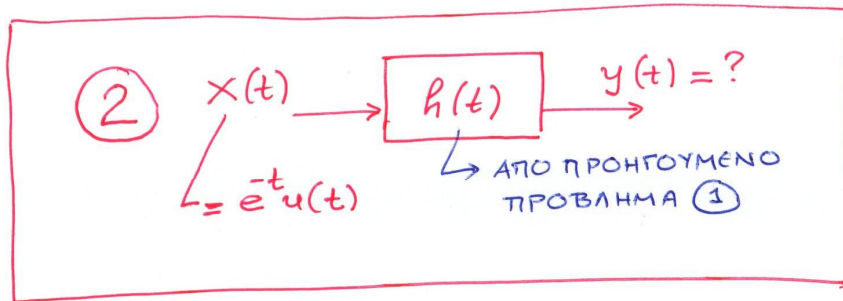 ② x(t) → h(t) → y(t) = ?
↳ ΑΠΟ ΠΡΟΗΓΟΥΜΕΝΟ
= e^{-t}u(t) ΠΡΟΒΛΗΜΑ ①